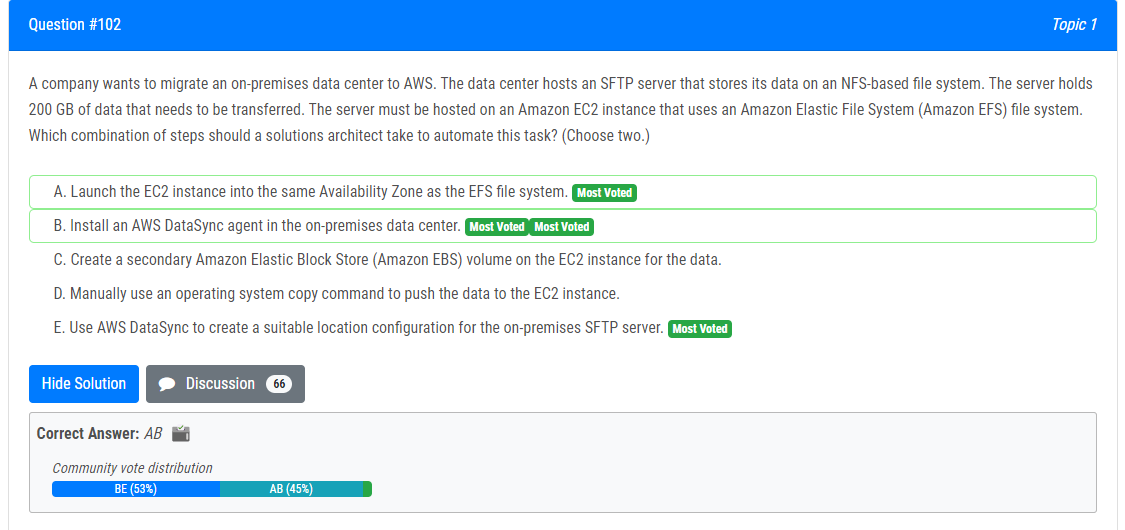 Question #102
Topic 1
A company wants to migrate an on-premises data center to AWS. The data center hosts an SFTP server that stores its data on an NFS-based file system. The server holds
200 GB of data that needs to be transferred. The server must be hosted on an Amazon EC2 instance that uses an Amazon Elastic File System (Amazon EFS) file system.
Which combination of steps should a solutions architect take to automate this task? (Choose two.)
A. Launch the EC2 instance into the same Availability Zone as the EFS file system. Most Voted
B. Install an AWS DataSync agent in the on-premises data center. Most Voted Most Voted
C. Create a secondary Amazon Elastic Block Store (Amazon EBS) volume on the EC2 instance for the data.
D. Manually use an operating system copy command to push the data to the EC2 instance.
E. Use AWS DataSync to create a suitable location configuration for the on-premises SFTP server. Most Voted
Hide Solution Discussion 66
Correct Answer: AB
Community vote distribution
BE (53%) AB (45%)